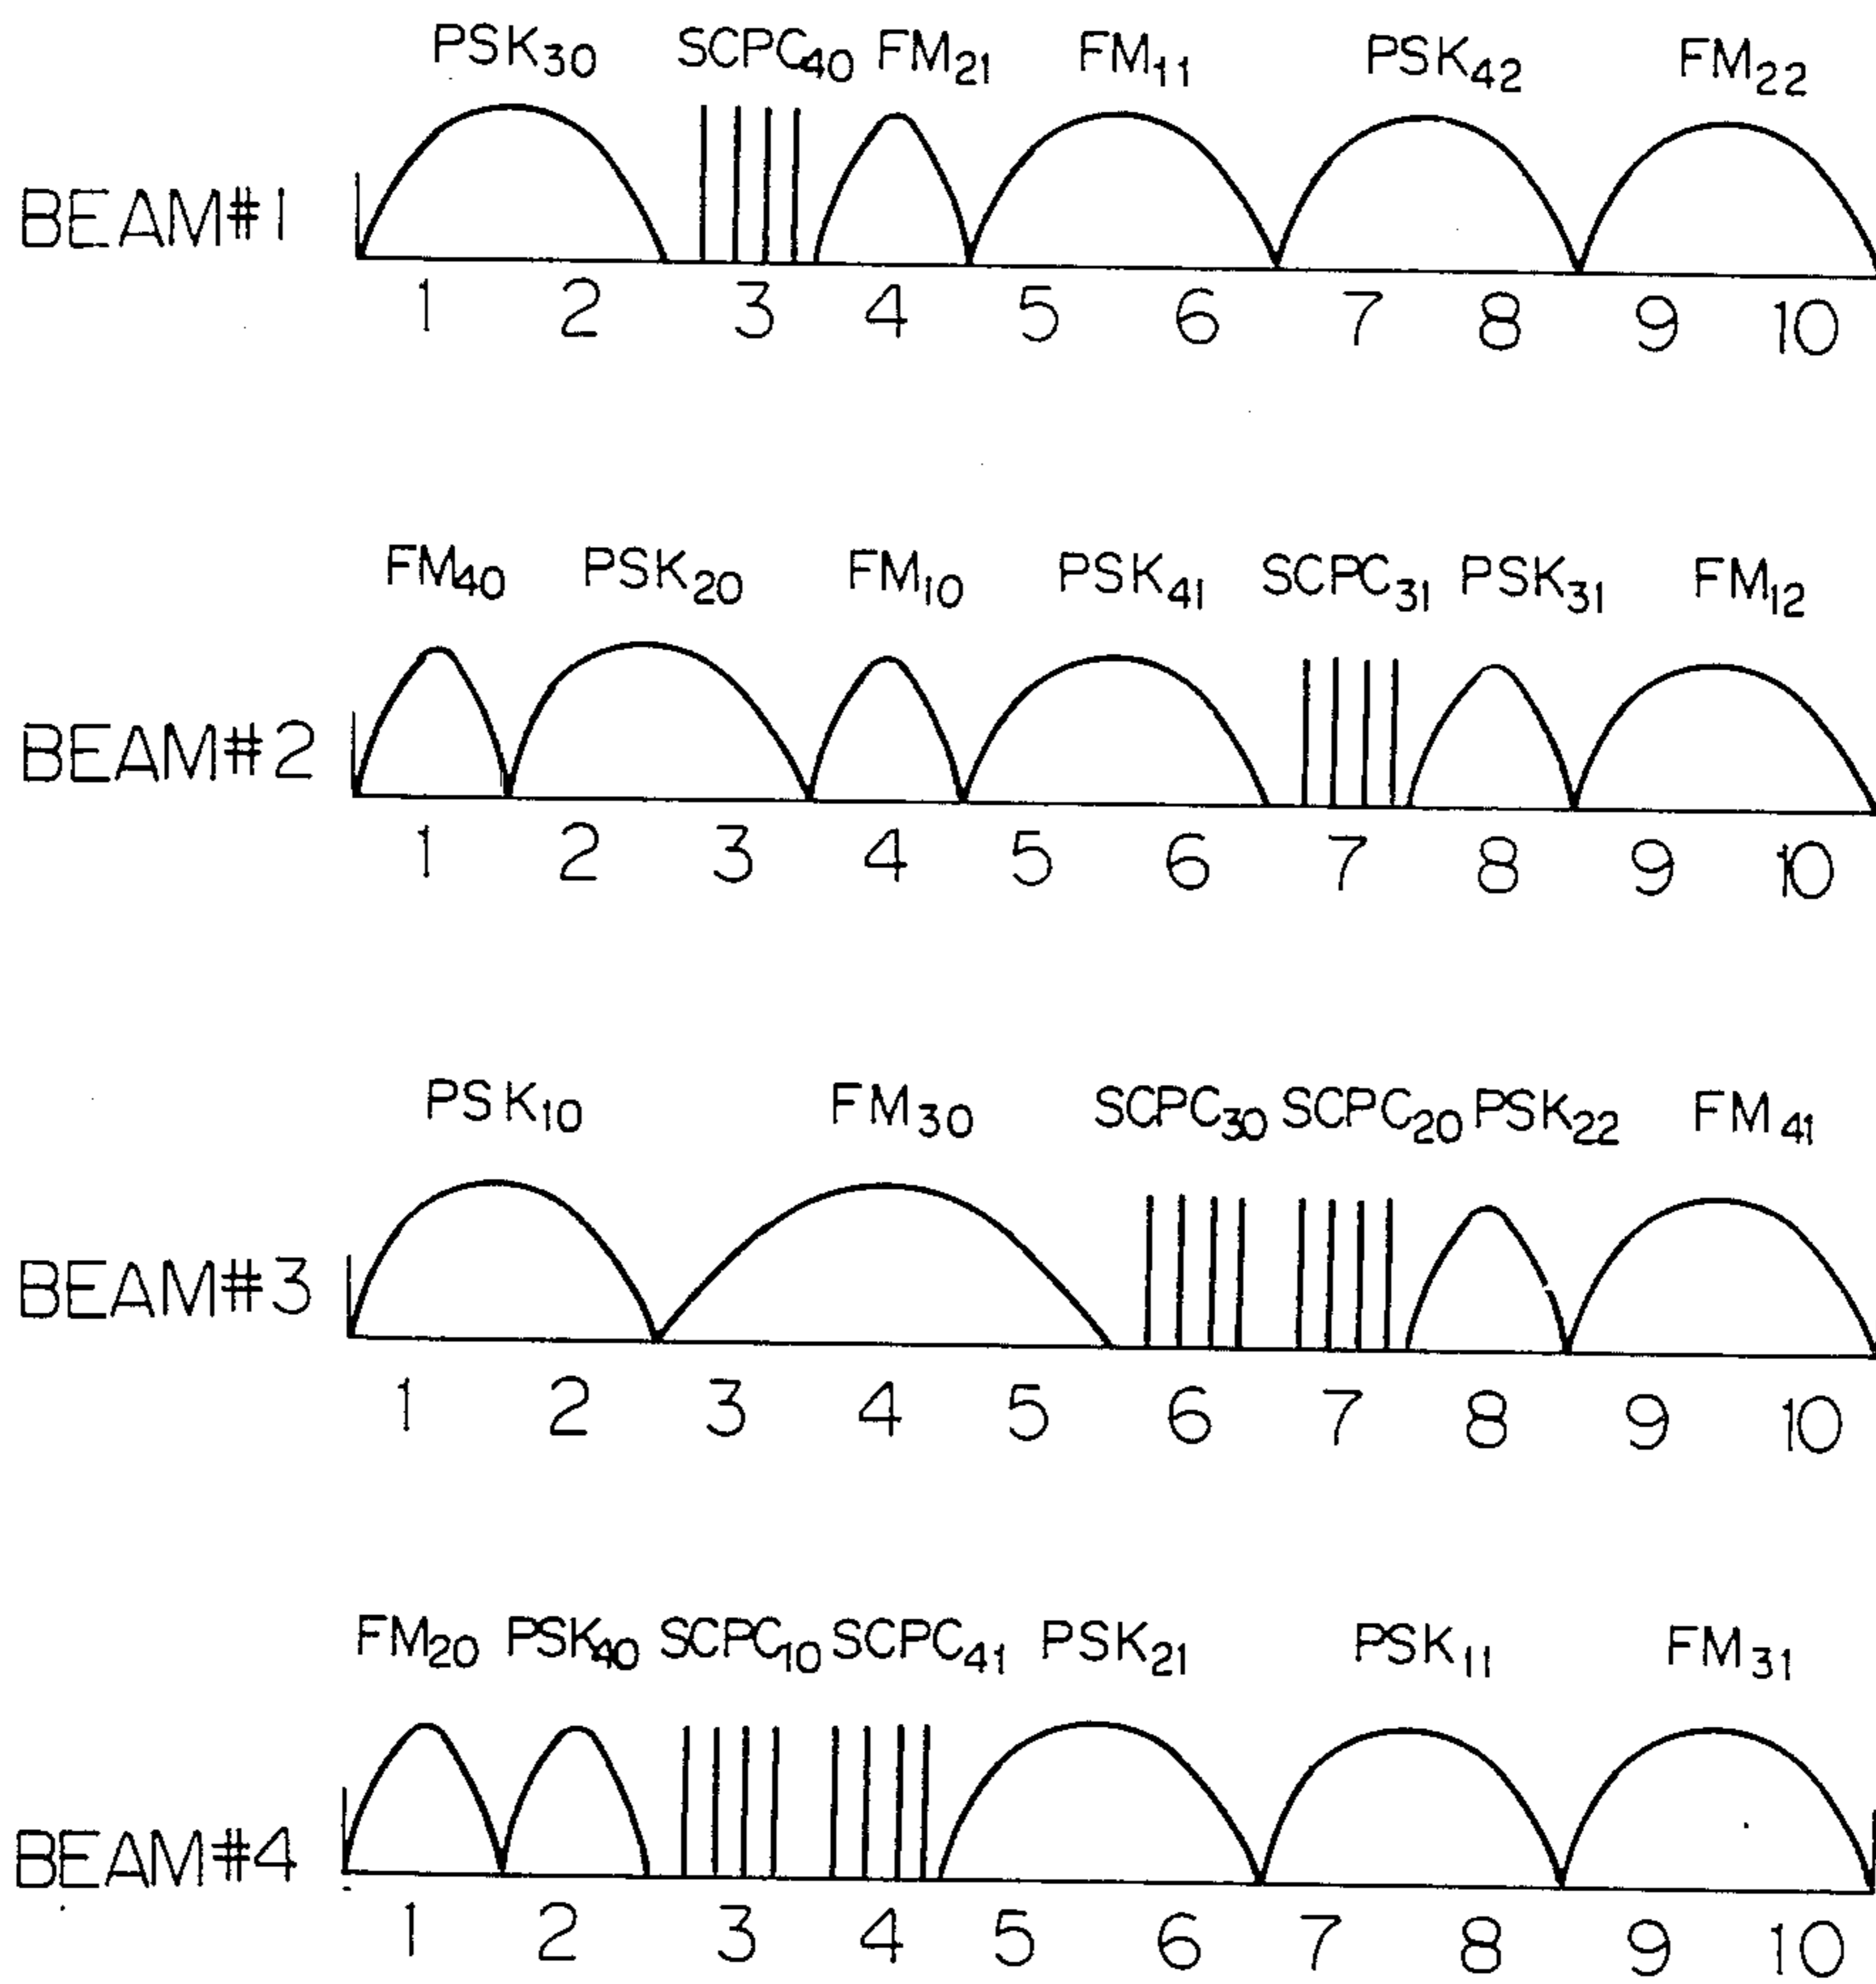 PSK30 SCPC40 FM21 FM11 PSK42 FM22
BEAM#1
1 2 3 4 5 6 7 8 9 10
FM40 PSK20 FM10 PSK41 SCPC31 PSK31 FM12
BEAM#2
1 2 3 4 5 6 7 8 9 10
PSK10 FM30 SCPC30 SCPC20 PSK22 FM41
BEAM#3
1 2 3 4 5 6 7 8 9 10
FM20 PSK40 SCPC10 SCPC41 PSK21 PSK11 FM31
BEAM#4
1 2 3 4 5 6 7 8 9 10